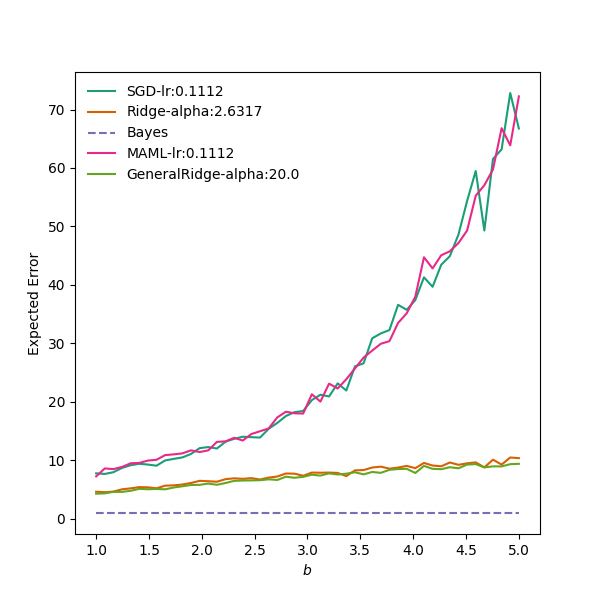 SGD-lr:0.1112
Ridge-alpha:2.6317
Bayes
MAML-lr:0.1112
GeneralRidge-alpha:20.0
Expected Error
70
60
50
40
30
20
10
0
1.0 1.5 2.0 2.5 3.0 3.5 4.0 4.5 5.0
b